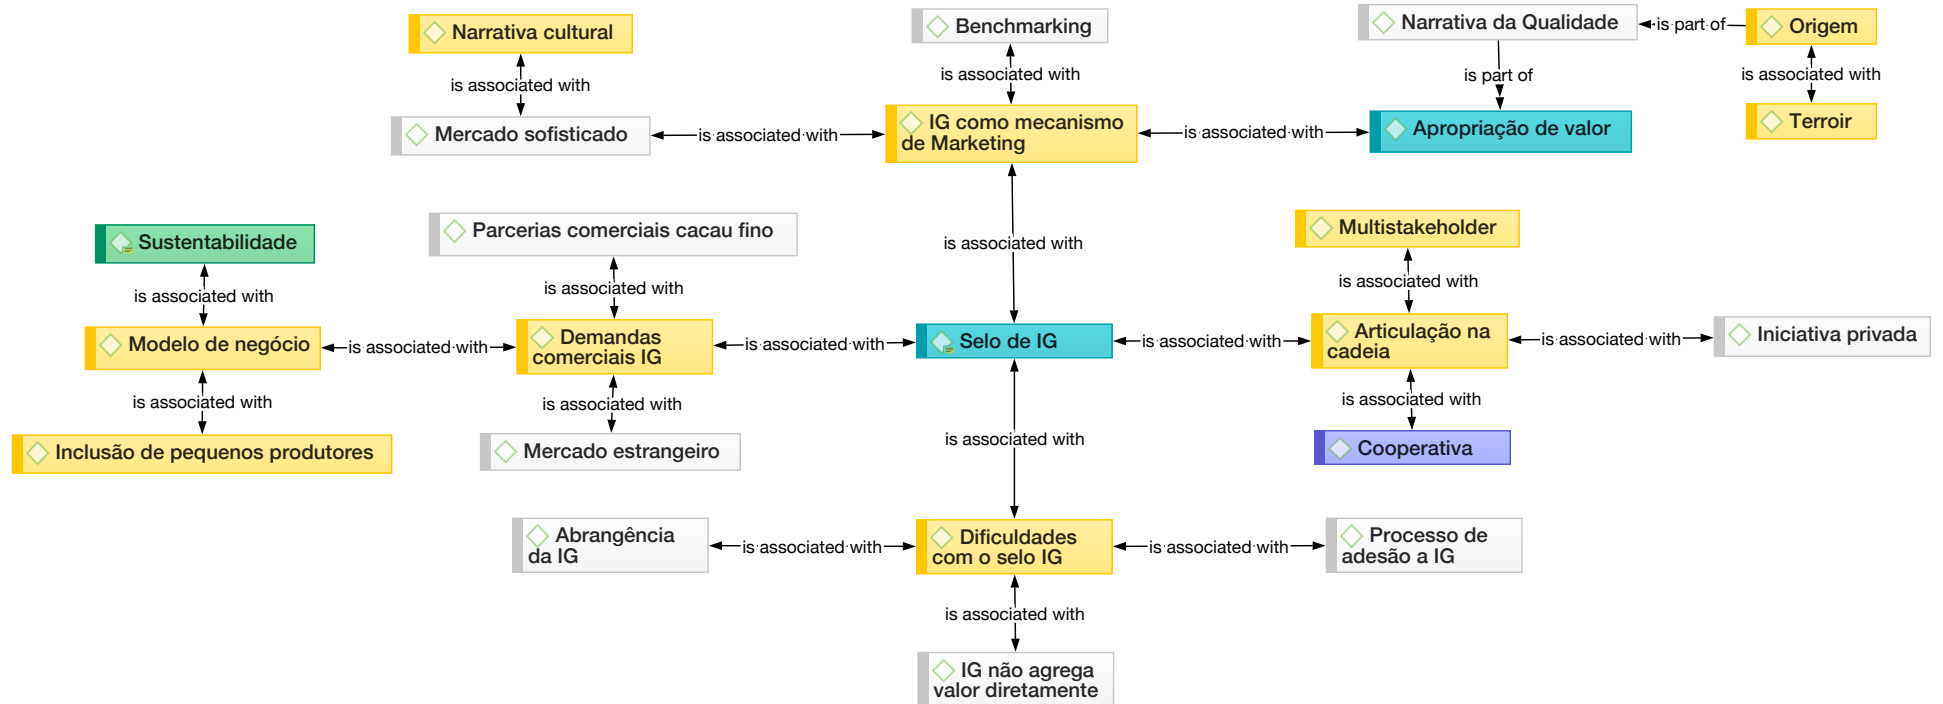 Narrativa cultural
Benchmarking
Narrativa da Qualidade
is part of
Origem
is associated with
is associated with
is part of
is associated with
Mercado sofisticado
is associated with
IG como mecanismo
de Marketing
is associated with
Apropriação de valor
Terroir
Sustentabilidade
Parcerias comerciais cacau fino
is associated with
Multistakeholder
is associated with
is associated with
is associated with
Modelo de negócio
is associated with
Demandas
comerciais IG
is associated with
Selo de IG
is associated with
Articulação na
cadeia
is associated with
Iniciativa privada
is associated with
is associated with
is associated with
Inclusão de pequenos produtores
Mercado estrangeiro
is associated with
Cooperativa
Abrangência
da IG
is associated with
Dificuldades
com o selo IG
is associated with
Processo de
adesão a IG
is associated with
IG não agrega
valor diretamente